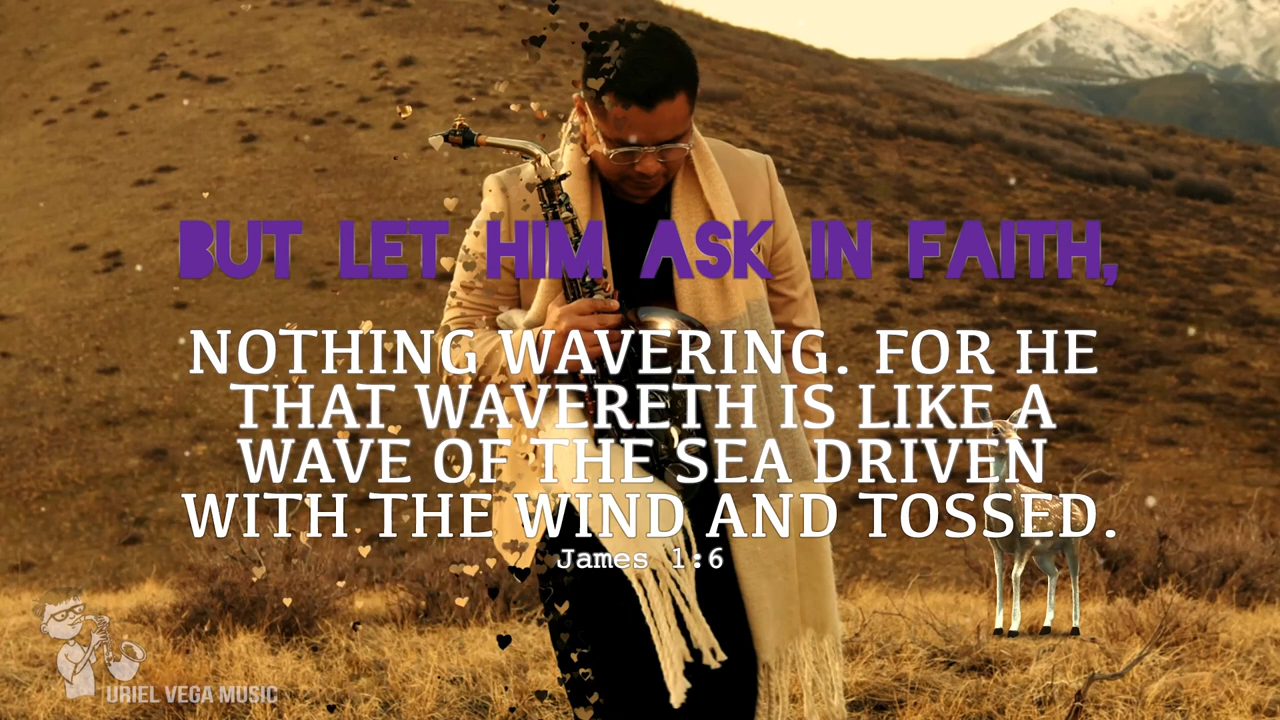 BUT LET HIM ASK IN FAITH,
NOTHING WAVERING. FOR HE
THAT WAVERETH IS LIKE A
WAVE OF THE SEA DRIVEN
WITH THE WIND AND TOSSED.
James 1:6
URIEL VEGA MUSIC